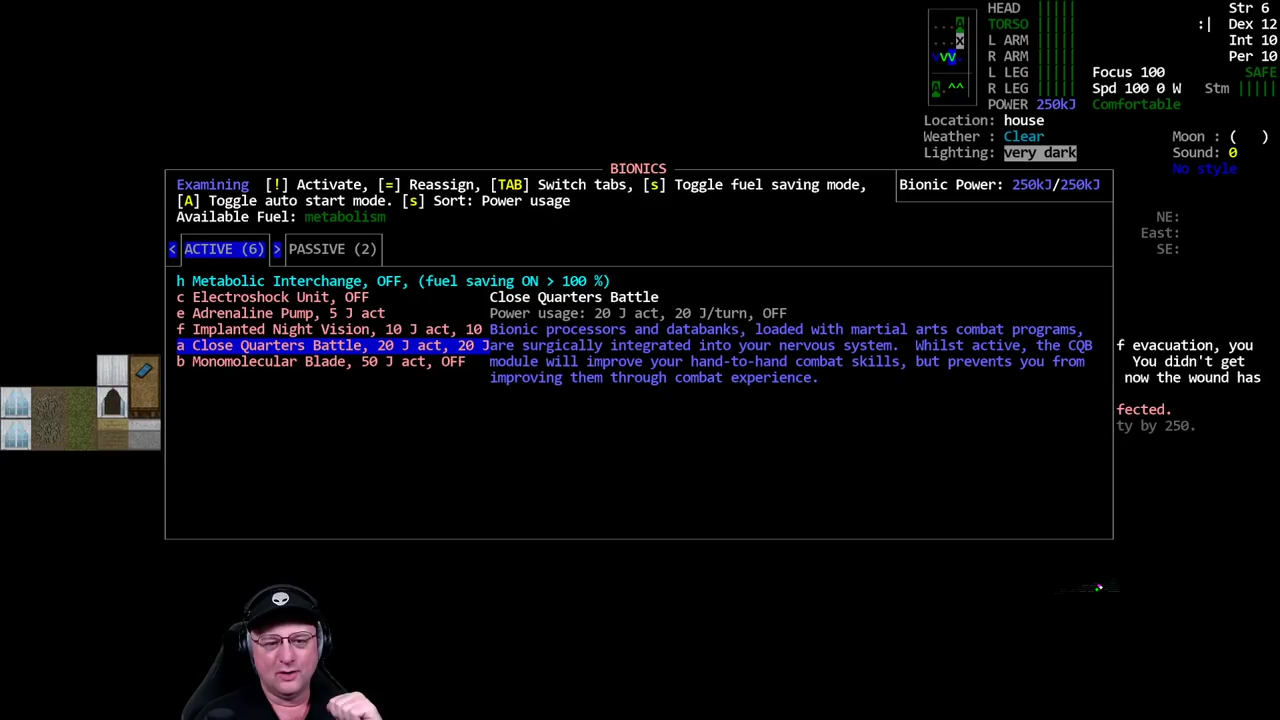 HEAD |||||
Str 6
TORSO |||||
:| Dex 12
L ARM |||||
Int 10
R ARM |||||
Per 10
L LEG |||||
Focus 100
SAFE
R LEG |||||
Spd 100 0 W
Stm |||||
POWER 250kJ
Comfortable
Location: house
Weather : Clear
Moon : ( )
Lighting: very dark
Sound: 0
No style
BIONICS
Examining [!] Activate, [=] Reassign, [TAB] Switch tabs, [s] Toggle fuel saving mode,
[A] Toggle auto start mode. [s] Sort: Power usage
Available Fuel: metabolism
Bionic Power: 250kJ/250kJ
NE:
East:
SE:
< ACTIVE (6) > PASSIVE (2)
h Metabolic Interchange, OFF, (fuel saving ON > 100 %)
c Electroshock Unit, OFF
e Adrenaline Pump, 5 J act
f Implanted Night Vision, 10 J act, 10
a Close Quarters Battle, 20 J act, 20 J
b Monomolecular Blade, 50 J act, OFF
Close Quarters Battle
Power usage: 20 J act, 20 J/turn, OFF
Bionic processors and databanks, loaded with martial arts combat programs,
are surgically integrated into your nervous system. Whilst active, the CQB
module will improve your hand-to-hand combat skills, but prevents you from
improving them through combat experience.
f evacuation, you
You didn't get
now the wound has
fected.
ty by 250.